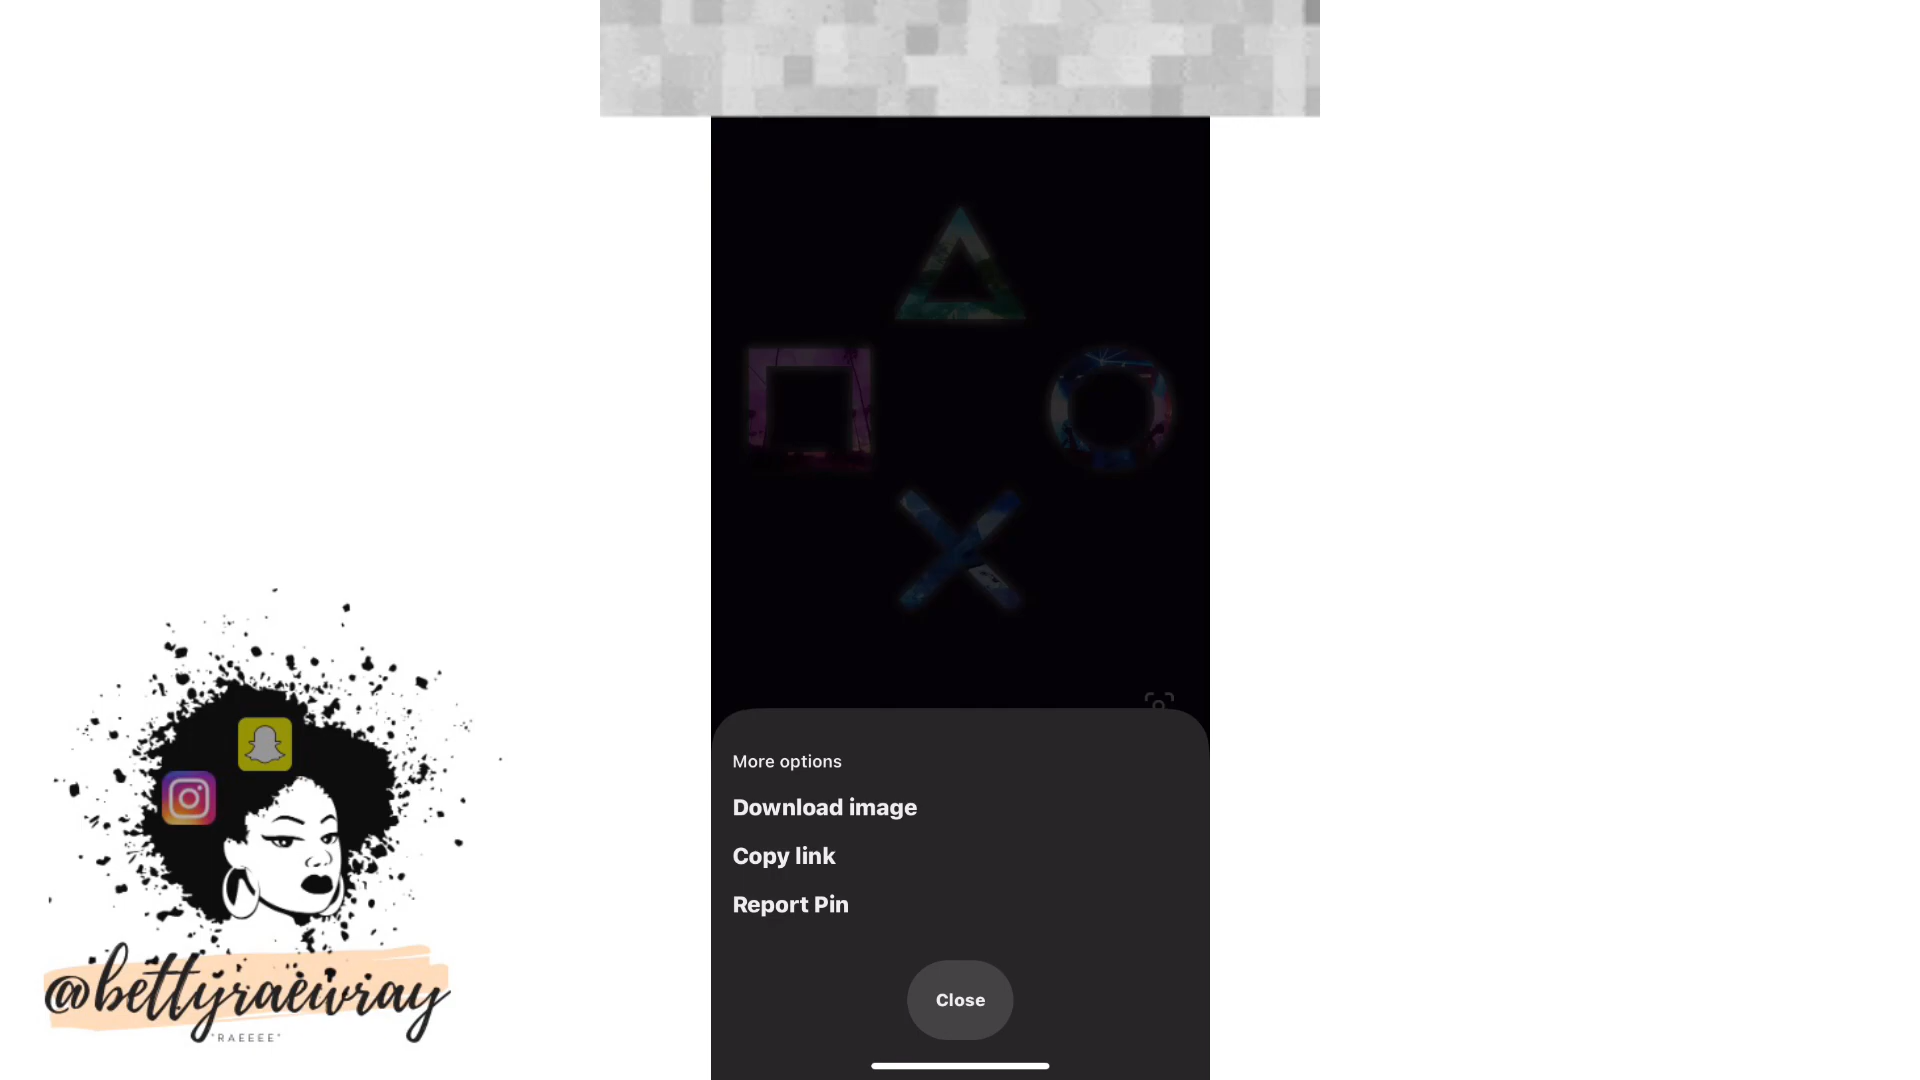 More options
Download image
Copy link
Report Pin
Close
@bettyraewray
"RAEEEE"